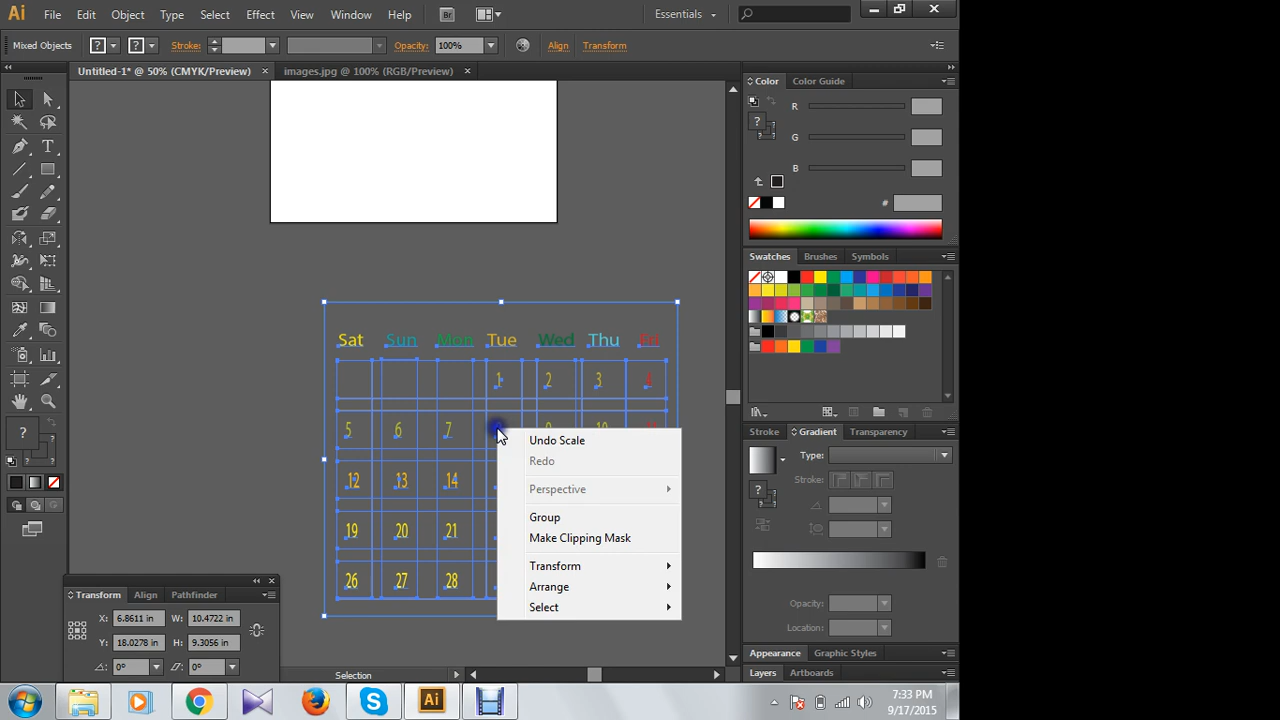 Ai File Edit Object Type Select Effect View Window Help Br Essentials
Mixed Objects ? ? Stroke: Opacity: 100% Align Transform
Untitled-1* @ 50% (CMYK/Preview) × images.jpg @ 100% (RGB/Preview) ×
Color Color Guide
R
?
G
B
#
Swatches Brushes Symbols
Sat Sun Mon Tue Wed Thu Fri
1 2 3
5 6 7
12 13 14
19 20 21
26 27 28
Undo Scale
Redo
Perspective
Group
Make Clipping Mask
Transform
Arrange
Select
?
Stroke Gradient Transparency
Type:
Stroke:
?
Opacity:
Location:
Appearance Graphic Styles
Layers Artboards
Transform Align Pathfinder
X: 6.8611 in W: 10.4722 in
Y: 18.0278 in H: 9.3056 in
0° 0°
Selection
Ai
7:33 PM
9/17/2015